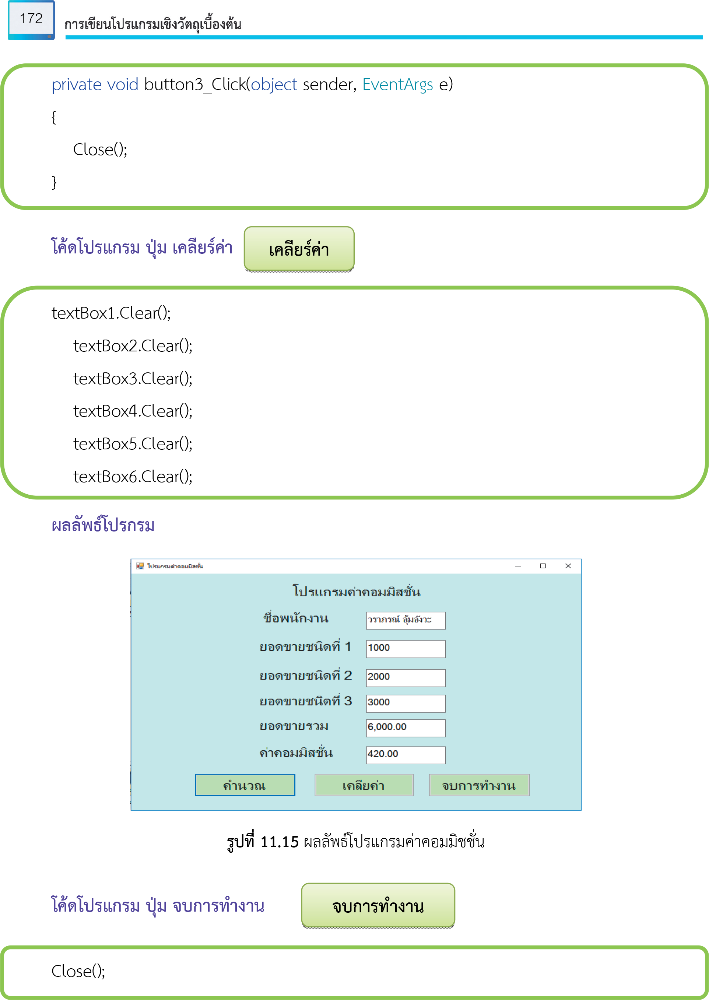 172
การเขียนโปรแกรมเชิงวัตถุเบื้องต้น
private void button3_Click(object sender, EventArgs e)
{
Close();
}
โค้ดโปรแกรม ปุ่ม เคลียร์ค่า
เคลียร์ค่า
textBox1.Clear();
textBox2.Clear();
textBox3.Clear();
textBox4.Clear();
textBox5.Clear();
textBox6.Clear();
ผลลัพธ์โปรกรม
โปรแกรมค่าคอมมิสชั่น
โปรแกรมค่าคอมมิสชั่น
ชื่อพนักงาน วราภรณ์ อุ้มอังวะ
ยอดขายชนิดที่ 1 1000
ยอดขายชนิดที่ 2 2000
ยอดขายชนิดที่ 3 3000
ยอดขายรวม 6,000.00
ค่าคอมมิสชั่น 420.00
คำนวณ เคลียค่า จบการทำงาน
รูปที่ 11.15 ผลลัพธ์โปรแกรมค่าคอมมิชชั่น
โค้ดโปรแกรม ปุ่ม จบการทำงาน
จบการทำงาน
Close();